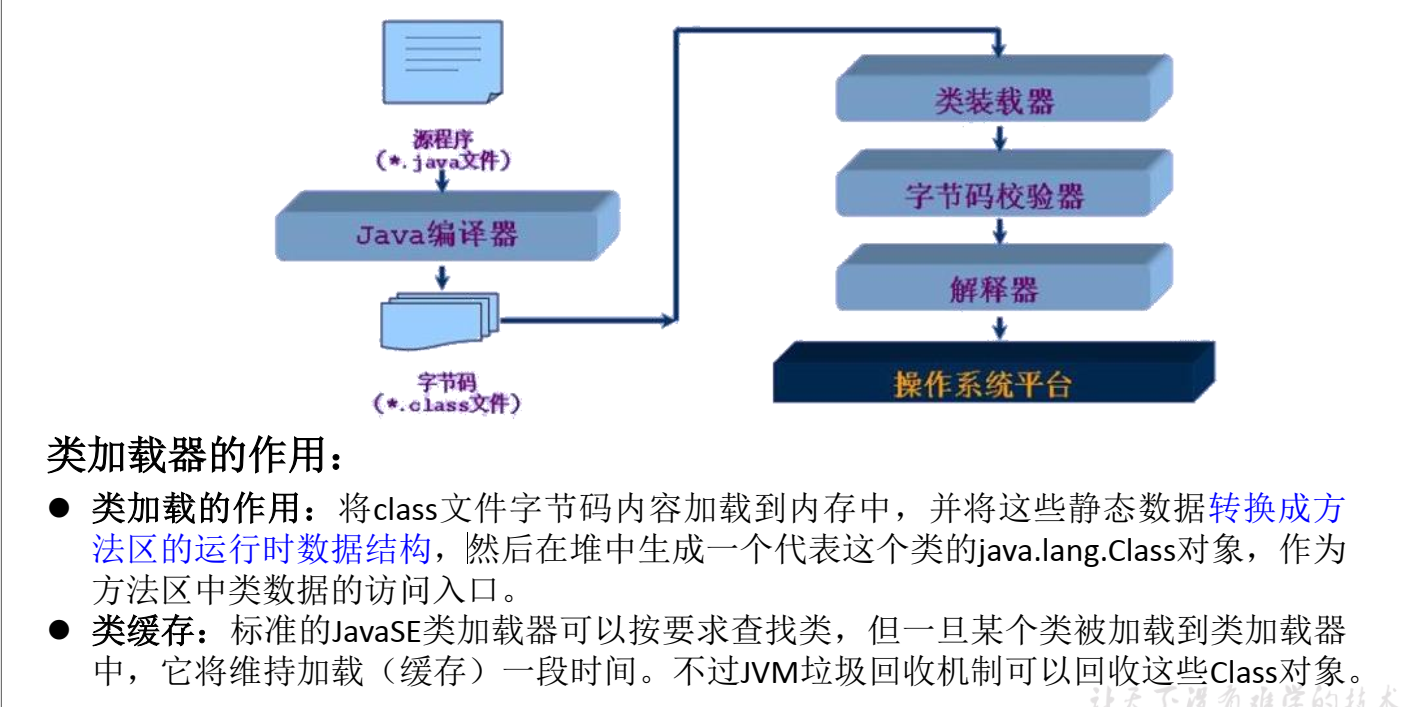 源程序
(*.java文件)
Java编译器
字节码
(*.class文件)
类装载器
字节码校验器
解释器
操作系统平台
类加载器的作用：
● 类加载的作用：将class文件字节码内容加载到内存中，并将这些静态数据转换成方
法区的运行时数据结构，然后在堆中生成一个代表这个类的java.lang.Class对象，作为
方法区中类数据的访问入口。
● 类缓存：标准的JavaSE类加载器可以按要求查找类，但一旦某个类被加载到类加载器
中，它将维持加载（缓存）一段时间。不过JVM垃圾回收机制可以回收这些Class对象。
让天下没有难学的技术